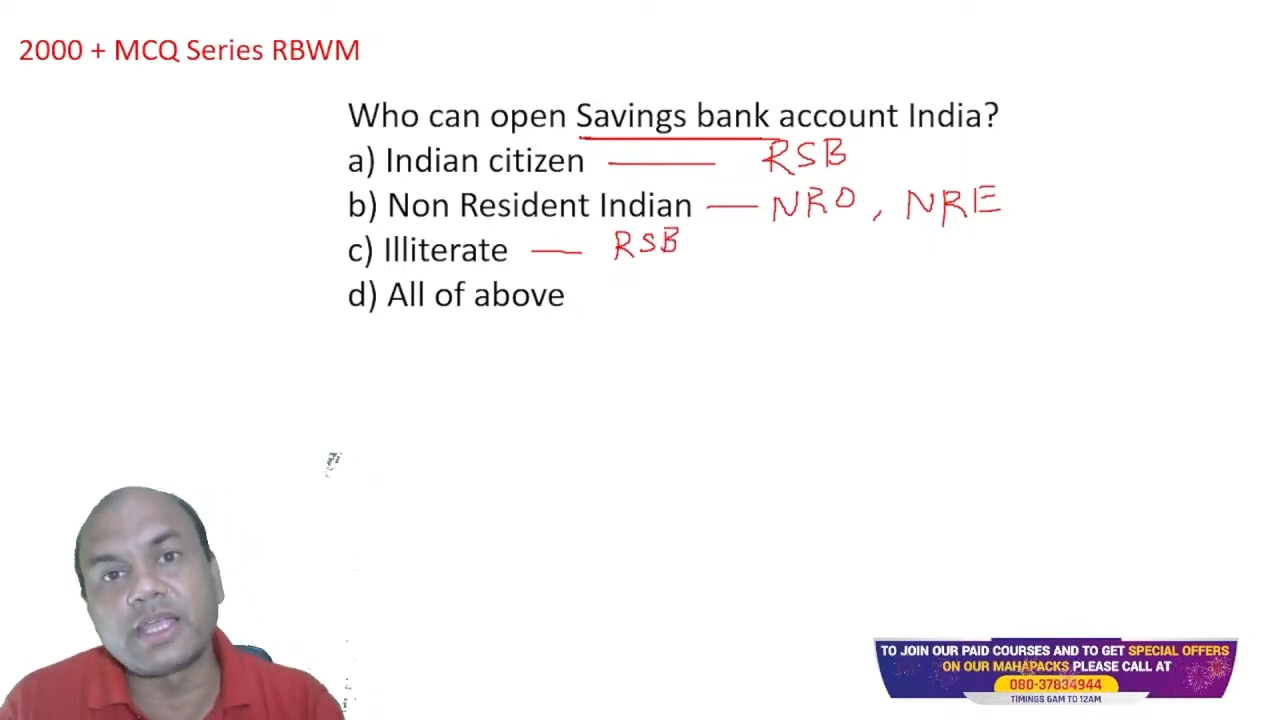 2000 + MCQ Series RBWM
Who can open Savings bank account India?
a) Indian citizen — RSB
b) Non Resident Indian — NRO, NRE
c) Illiterate — RSB
d) All of above
TO JOIN OUR PAID COURSES AND TO GET SPECIAL OFFERS
ON OUR MAHAPACKS PLEASE CALL AT
080-37834944
TIMINGS 6AM TO 12AM